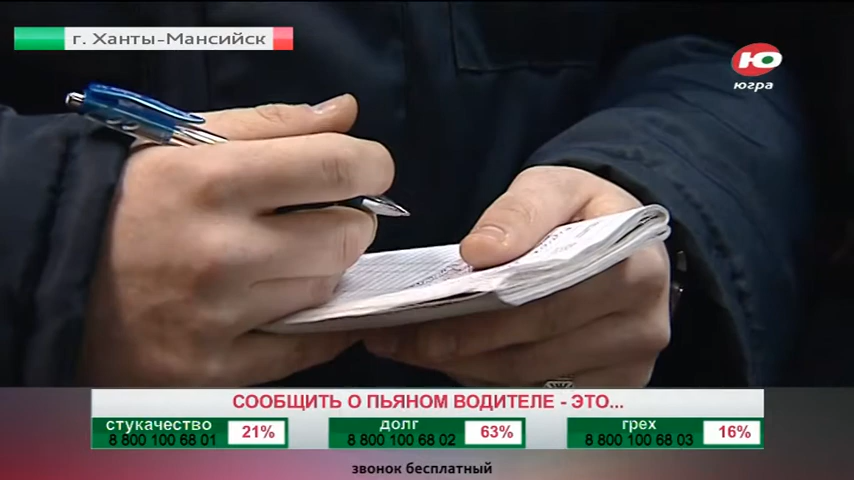 г. Ханты-Мансийск
Ю
югра
СООБЩИТЬ О ПЬЯНОМ ВОДИТЕЛЕ - ЭТО...
стукачество
8 800 100 68 01
21%
долг
8 800 100 68 02
63%
грех
8 800 100 68 03
16%
звонок бесплатный